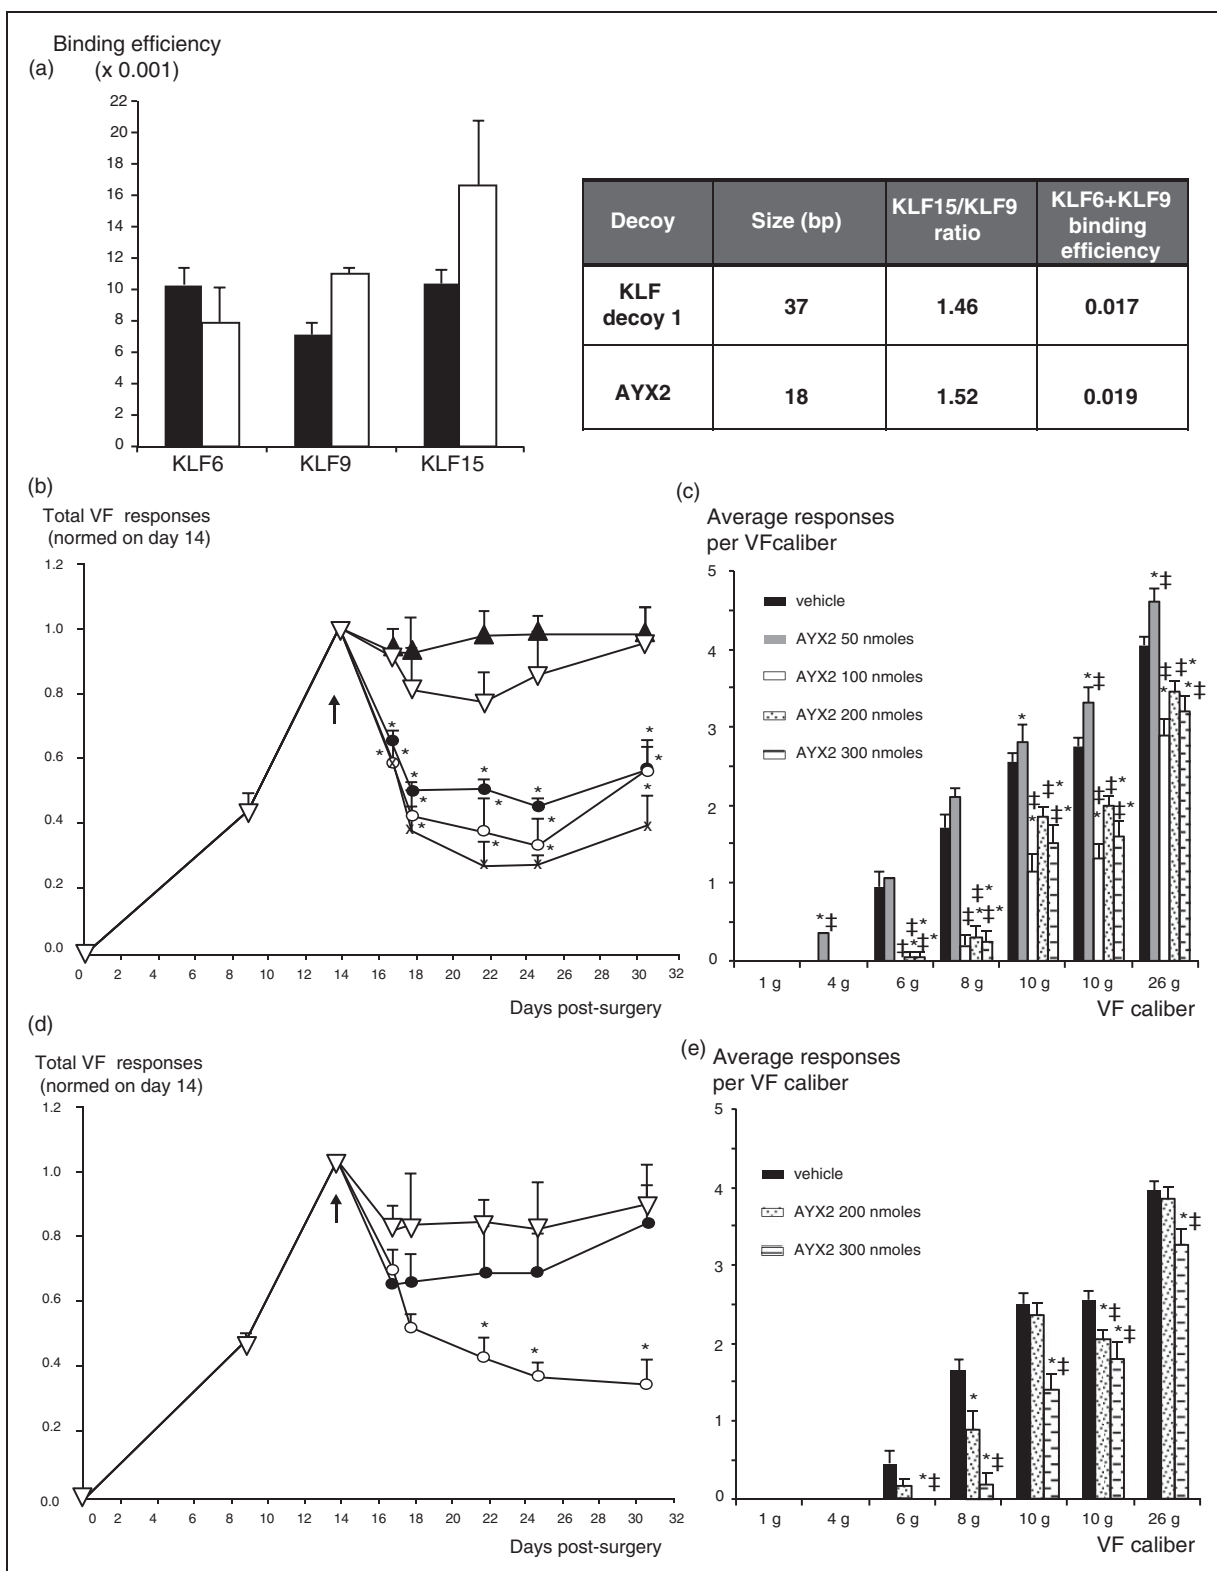 Binding efficiency
(a) (x 0.001)
22
20
18
16
14
12
10
8
6
4
2
0
KLF6 KLF9 KLF15
Decoy Size (bp) KLF15/KLF9 ratio KLF6+KLF9 binding efficiency
KLF decoy 1 37 1.46 0.017
AYX2 18 1.52 0.019
(b)
Total VF responses
(normed on day 14)
1.2
1.0
0.8
0.6
0.4
0.2
0.0
0 2 4 6 8 10 12 14 16 18 20 22 24 26 28 30 32
Days post-surgery
* * * * * *
* * * * *
* * * *
(c)
Average responses
per VFcaliber
5
4
3
2
1
0
vehicle
AYX2 50 nmoles
AYX2 100 nmoles
AYX2 200 nmoles
AYX2 300 nmoles
*‡ ‡* ‡* ‡*
1 g 4 g 6 g 8 g 10 g 10 g 26 g
VF caliber
(d)
Total VF responses
(normed on day 14)
1.2
1.0
0.8
0.6
0.4
0.2
0.0
0 2 4 6 8 10 12 14 16 18 20 22 24 26 28 30 32
Days post-surgery
* * *
(e) Average responses
per VF caliber
5
4
3
2
1
0
vehicle
AYX2 200 nmoles
AYX2 300 nmoles
*‡ * *‡ *‡ *‡ *‡ *‡
1 g 4 g 6 g 8 g 10 g 10 g 26 g
VF caliber